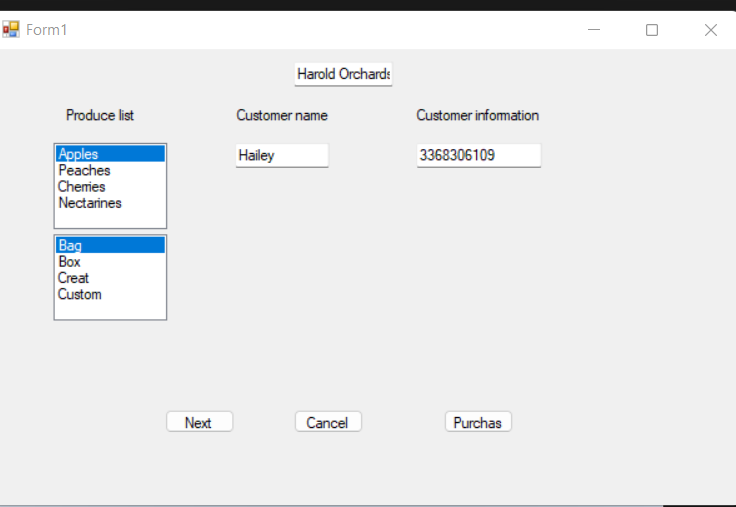 Form1
Harold Orchards
Produce list
Customer name
Customer information
Apples
Peaches
Cherries
Nectarines
Hailey
3368306109
Bag
Box
Creat
Custom
Next
Cancel
Purchas